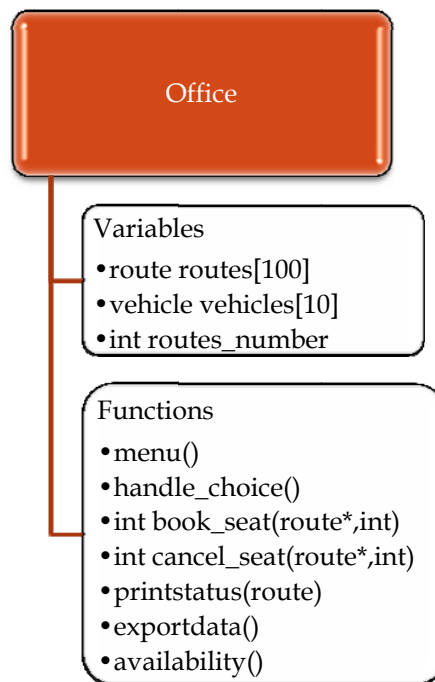 Office
Variables
•route routes[100]
•vehicle vehicles[10]
•int routes_number
Functions
•menu()
•handle_choice()
•int book_seat(route*,int)
•int cancel_seat(route*,int)
•printstatus(route)
•exportdata()
•availability()